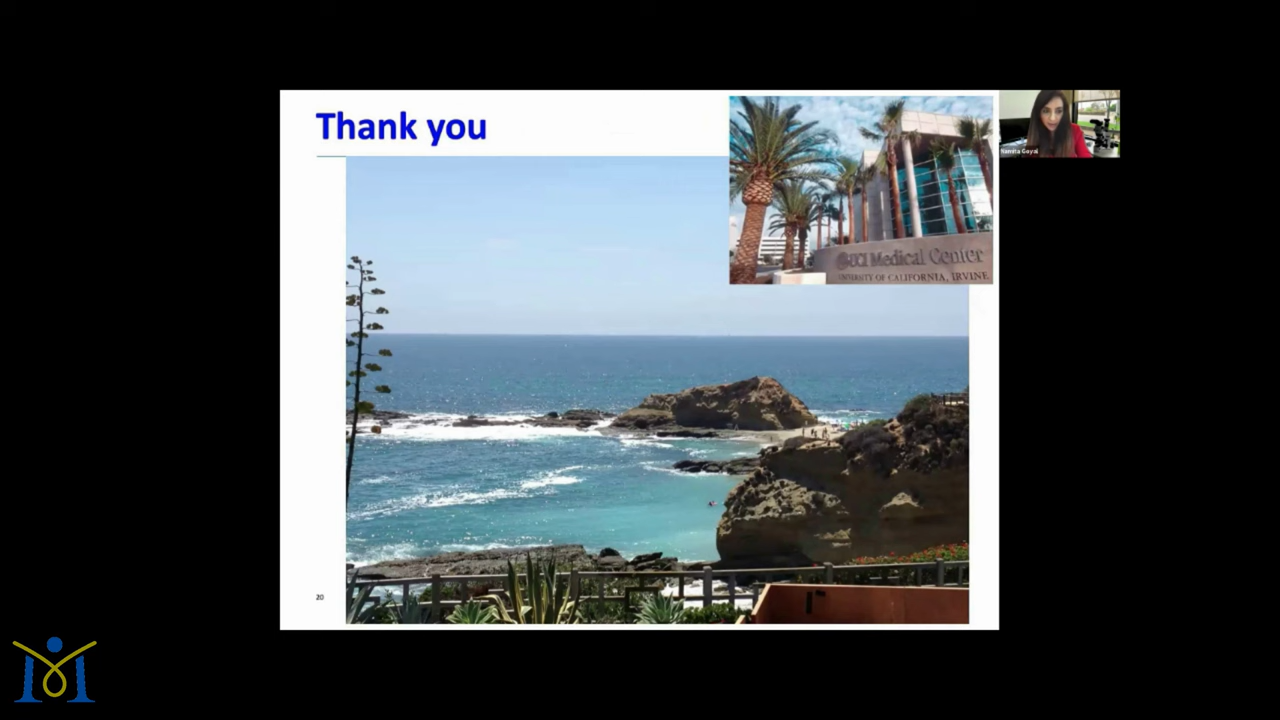 Thank you
UCI Medical Center
UNIVERSITY OF CALIFORNIA, IRVINE
Namita Goyal
20